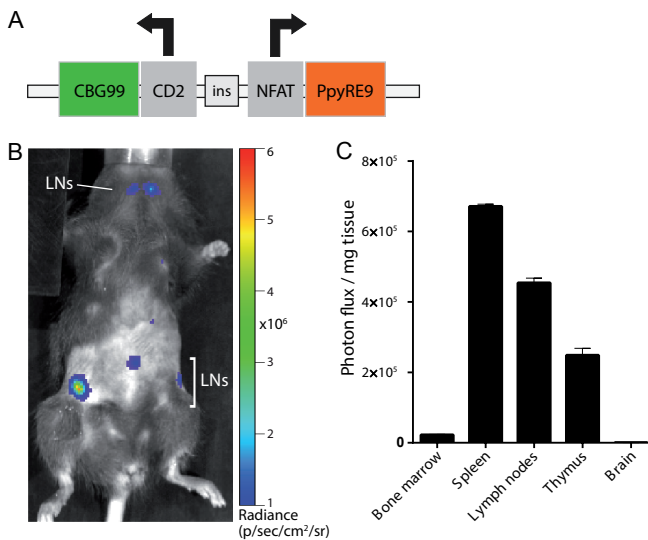 A
CBG99 CD2 ins NFAT PpyRE9
B
LNs
LNs
6
5
4
x10⁶
3
2
1
Radiance
(p/sec/cm²/sr)
C
Photon flux / mg tissue
8×10⁵
6×10⁵
4×10⁵
2×10⁵
0
Bone marrow
Spleen
Lymph nodes
Thymus
Brain